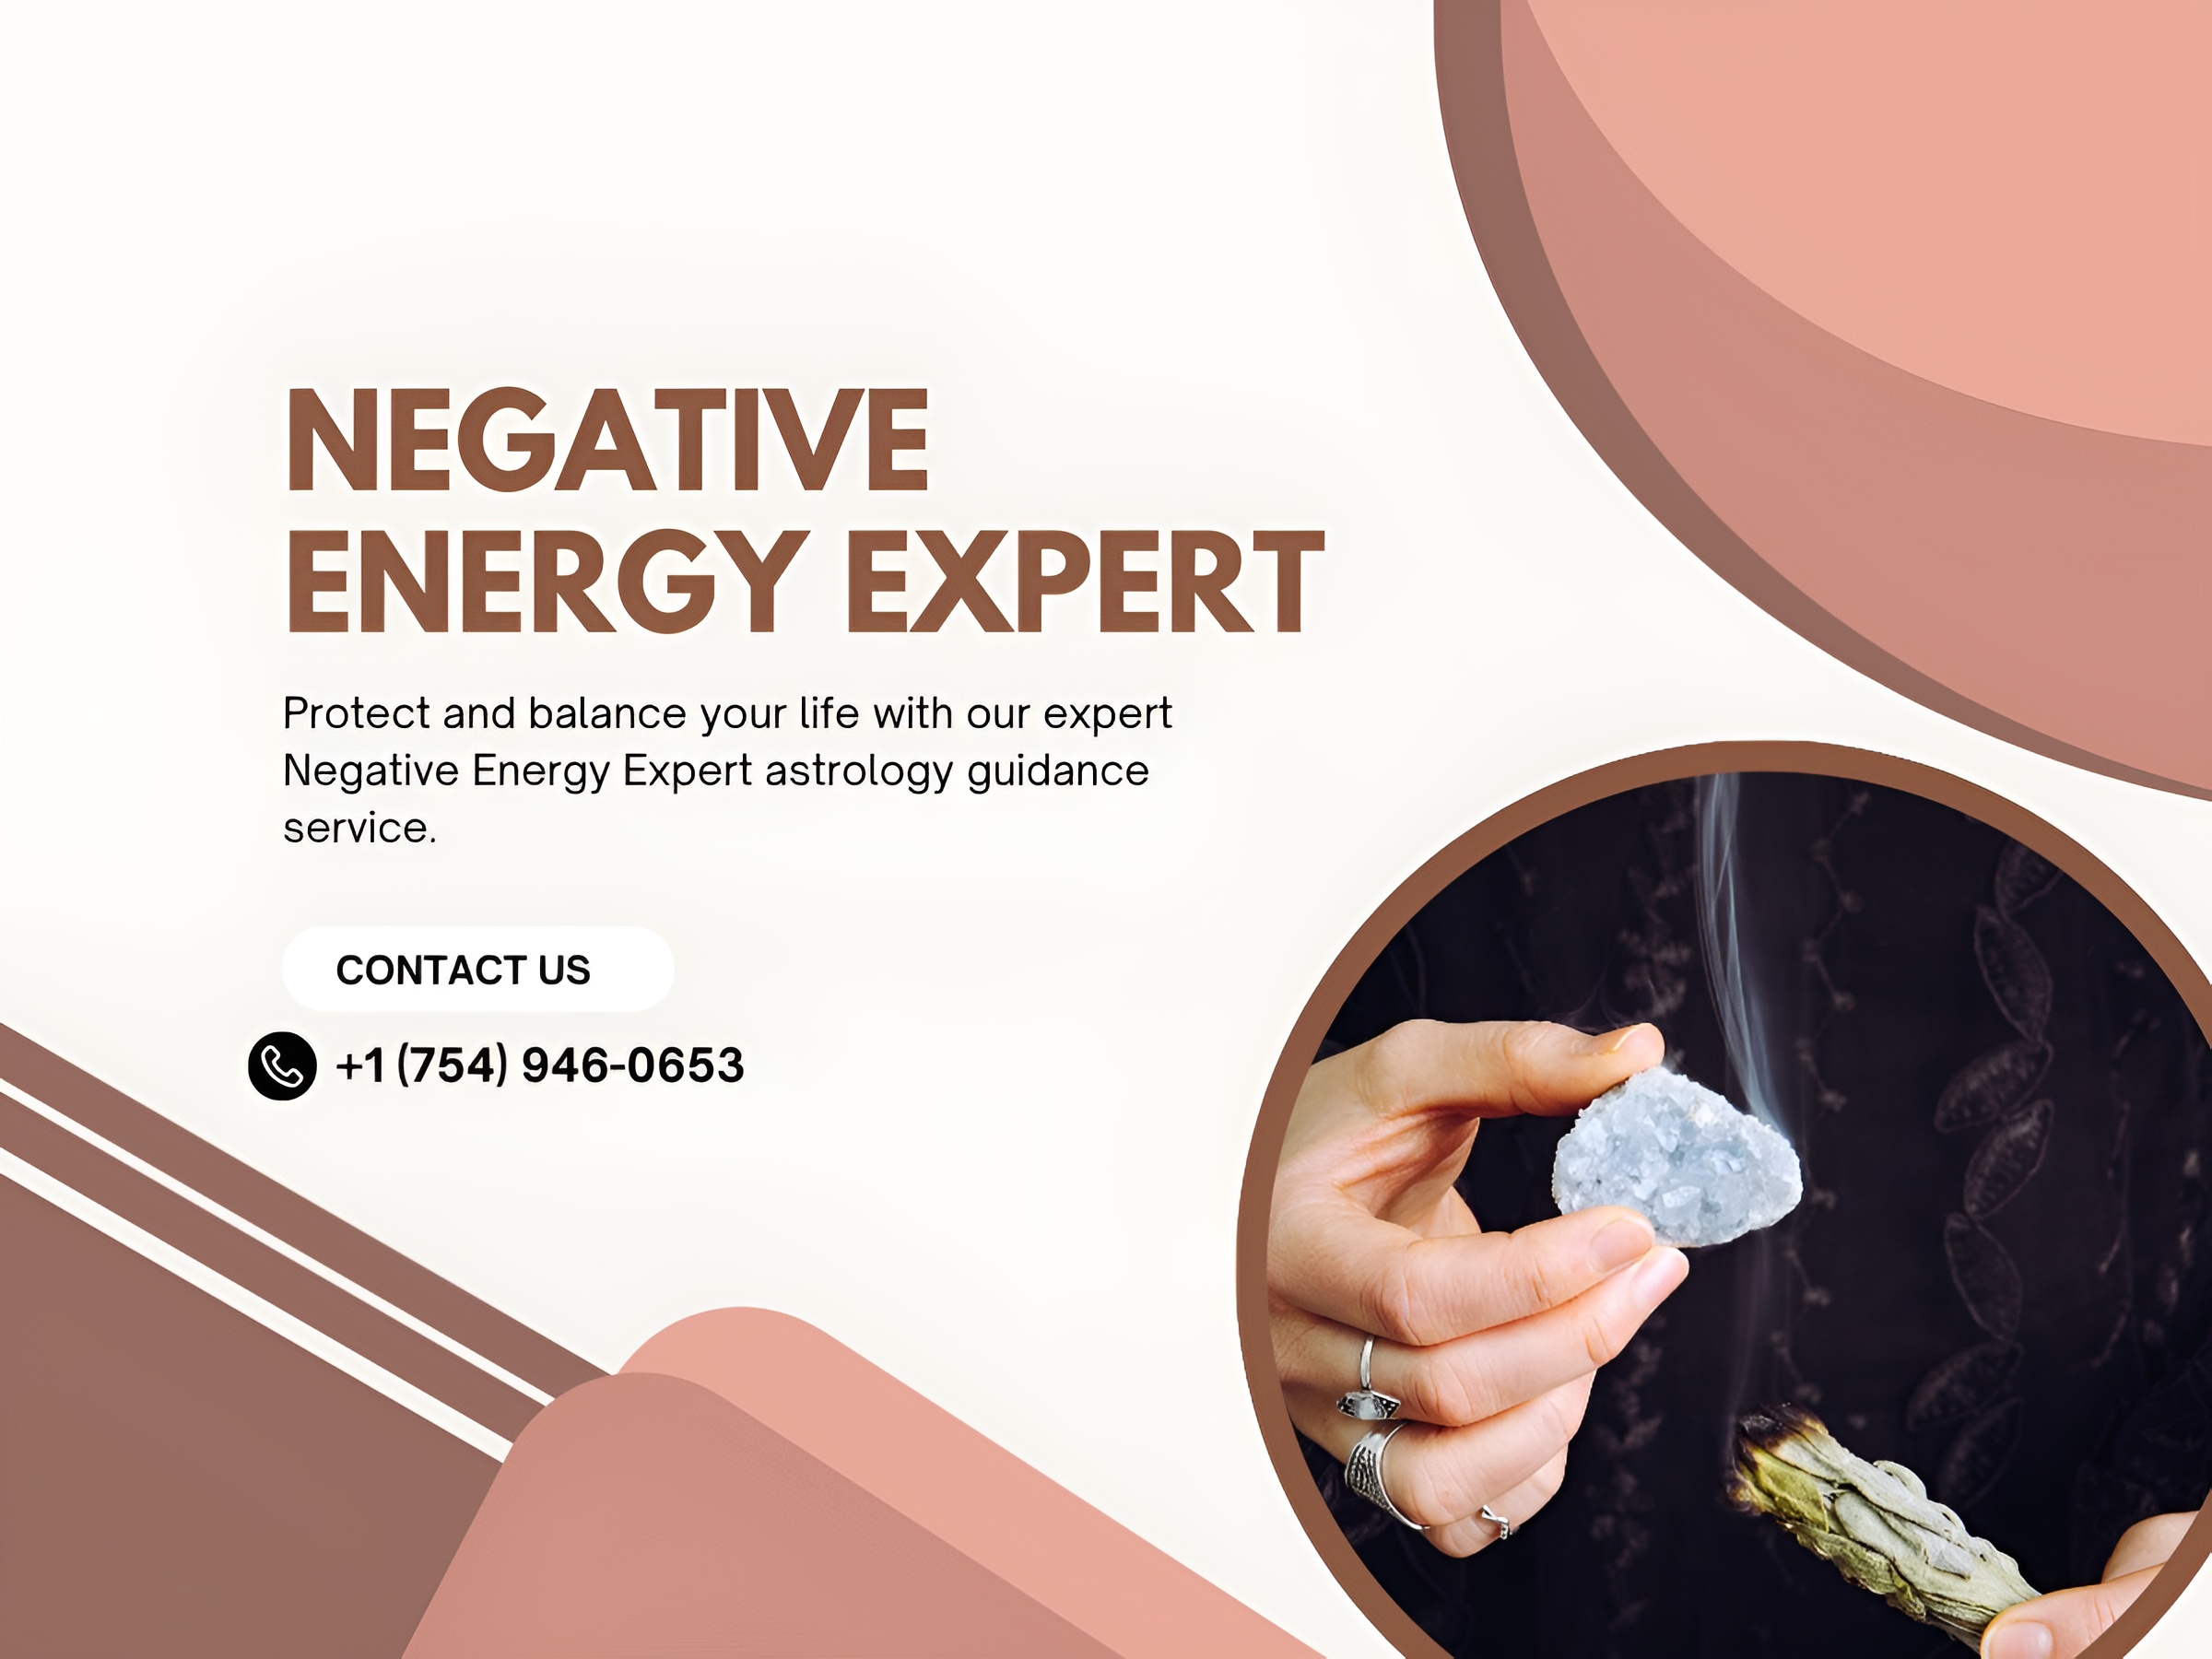 NEGATIVE
ENERGY EXPERT
Protect and balance your life with our expert
Negative Energy Expert astrology guidance
service.
CONTACT US
+1 (754) 946-0653